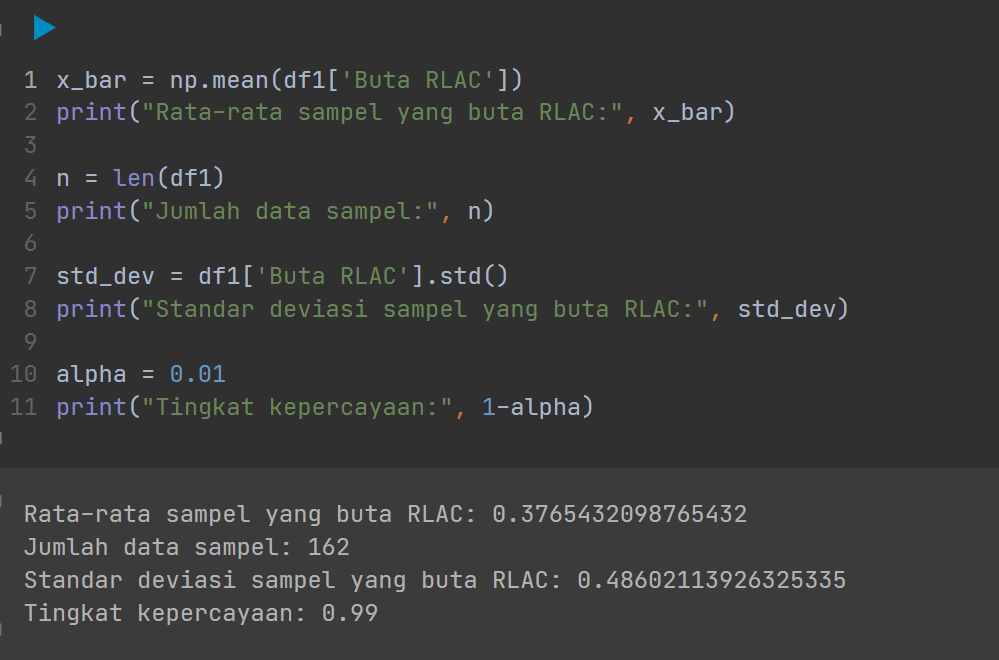 1 x_bar = np.mean(df1['Buta RLAC'])
2 print("Rata-rata sampel yang buta RLAC:", x_bar)
3
4 n = len(df1)
5 print("Jumlah data sampel:", n)
6
7 std_dev = df1['Buta RLAC'].std()
8 print("Standar deviasi sampel yang buta RLAC:", std_dev)
9
10 alpha = 0.01
11 print("Tingkat kepercayaan:", 1-alpha)
Rata-rata sampel yang buta RLAC: 0.3765432098765432
Jumlah data sampel: 162
Standar deviasi sampel yang buta RLAC: 0.48602113926325335
Tingkat kepercayaan: 0.99